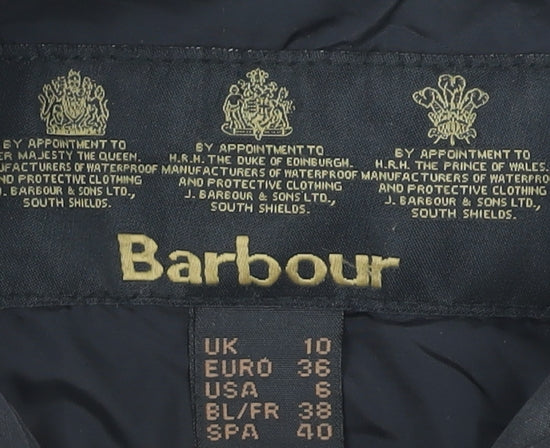 BY APPOINTMENT TO
ER MAJESTY THE QUEEN.
UFACTURERS OF WATERPROOF
AND PROTECTIVE CLOTHING
J. BARBOUR & SONS LTD.,
SOUTH SHIELDS.
BY APPOINTMENT TO
H.R.H. THE DUKE OF EDINBURGH.
MANUFACTURERS OF WATERPROOF
AND PROTECTIVE CLOTHING
J. BARBOUR & SONS LTD.,
SOUTH SHIELDS.
BY APPOINTMENT TO
H.R.H. THE PRINCE OF WALES.
MANUFACTURERS OF WATERPROO
AND PROTECTIVE CLOTHING
J. BARBOUR & SONS LTD.,
SOUTH SHIELDS.
Barbour
UK 10
EURO 36
USA 6
BL/FR 38
SPA 40